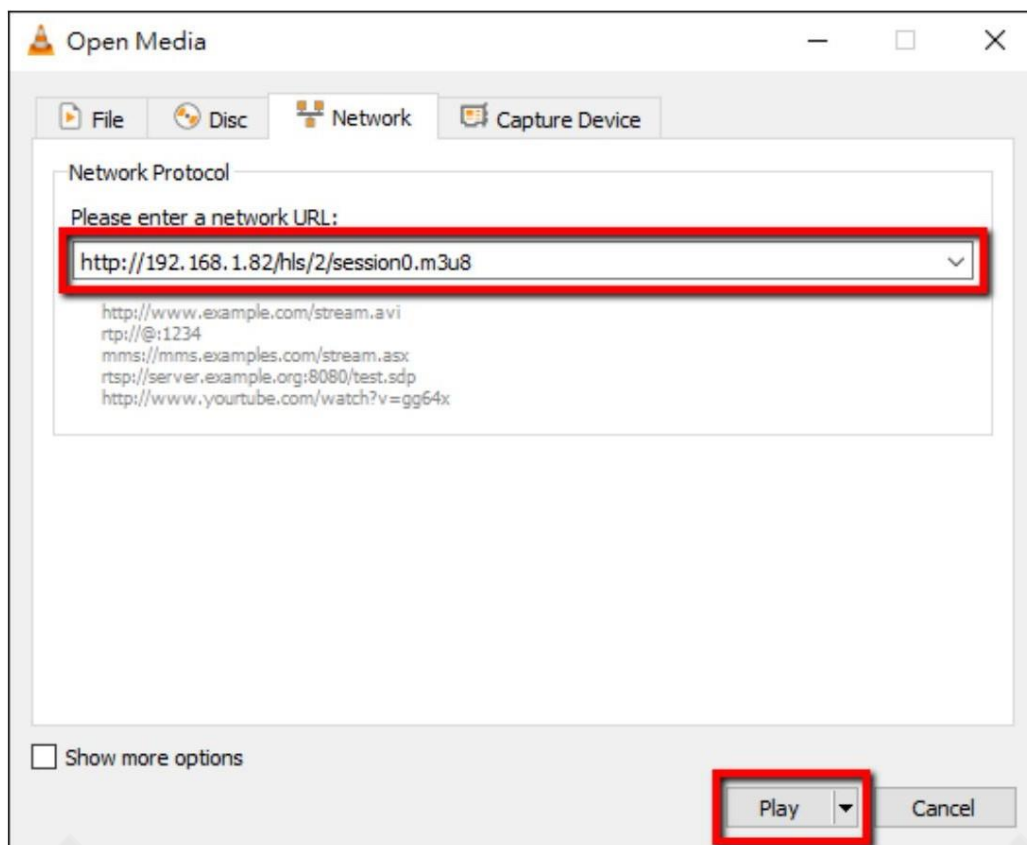 Open Media
File Disc Network Capture Device
Network Protocol
Please enter a network URL:
http://192.168.1.82/hls/2/session0.m3u8
http://www.example.com/stream.avi
rtp://@:1234
mms://mms.examples.com/stream.asx
rtsp://server.example.org:8080/test.sdp
http://www.yourtube.com/watch?v=gg64x
Show more options
Play Cancel